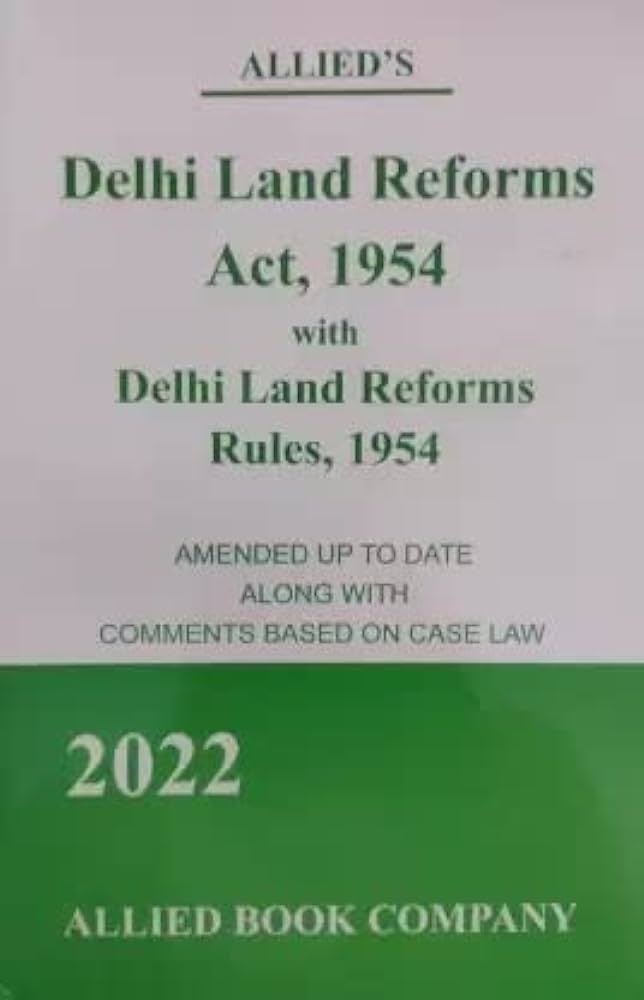 ALLIED'S
Delhi Land Reforms
Act, 1954
with
Delhi Land Reforms
Rules, 1954
AMENDED UP TO DATE
ALONG WITH
COMMENTS BASED ON CASE LAW
2022
ALLIED BOOK COMPANY